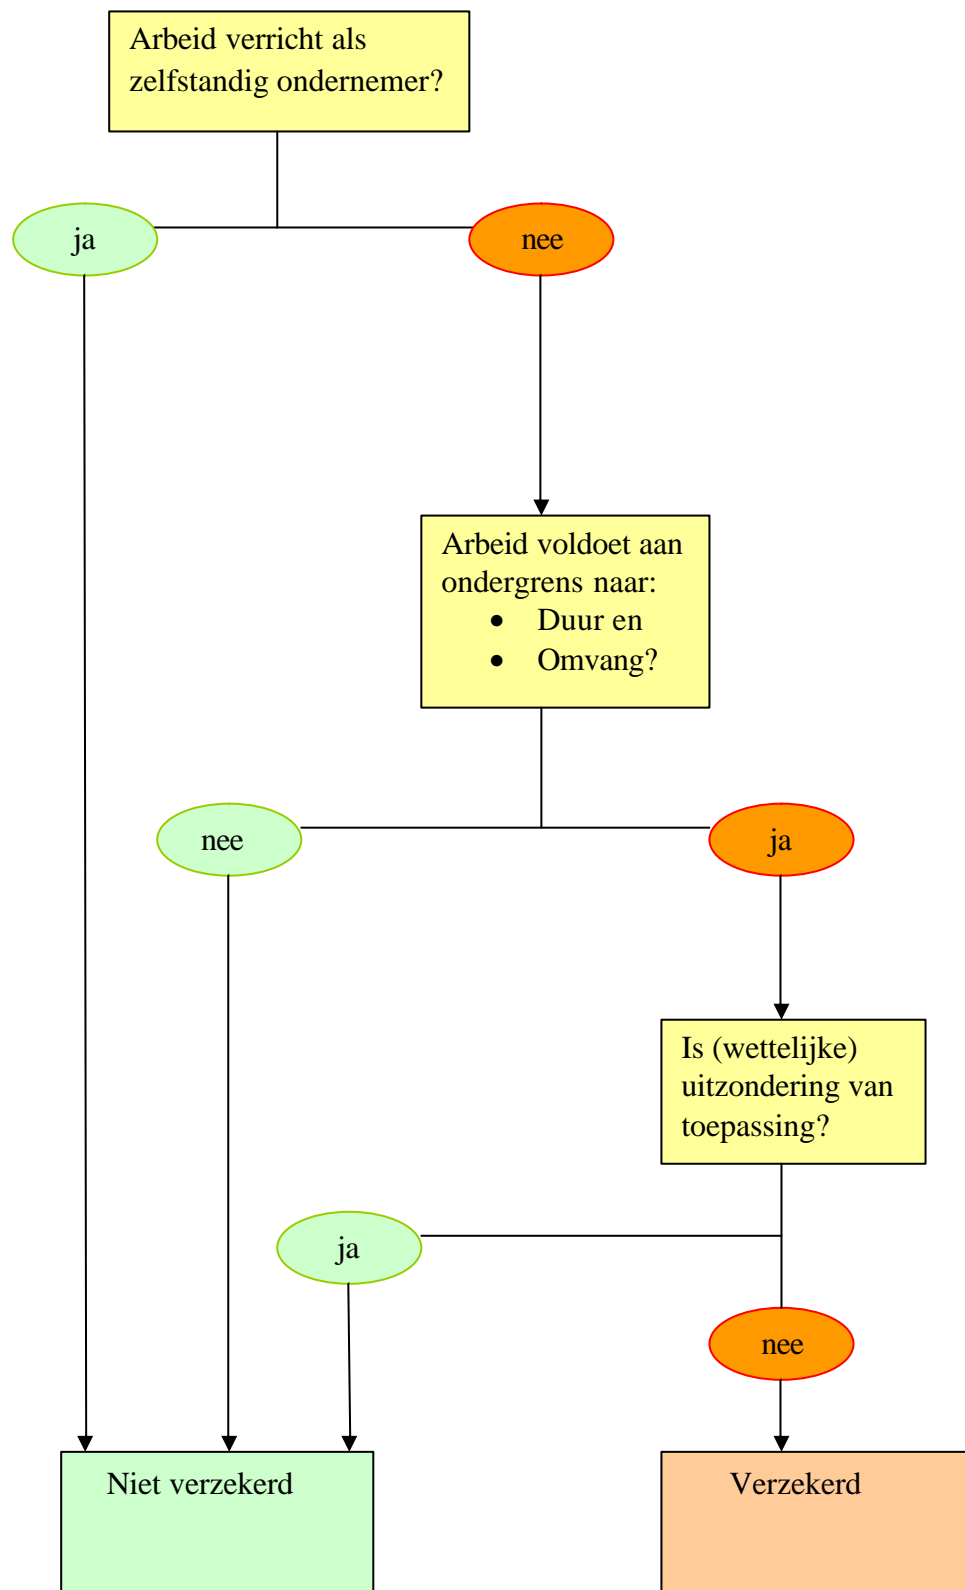 Arbeid verricht als
zelfstandig ondernemer?
ja
nee
Arbeid voldoet aan
ondergrens naar:
• Duur en
• Omvang?
nee
ja
Is (wettelijke)
uitzondering van
toepassing?
ja
nee
Niet verzekerd
Verzekerd